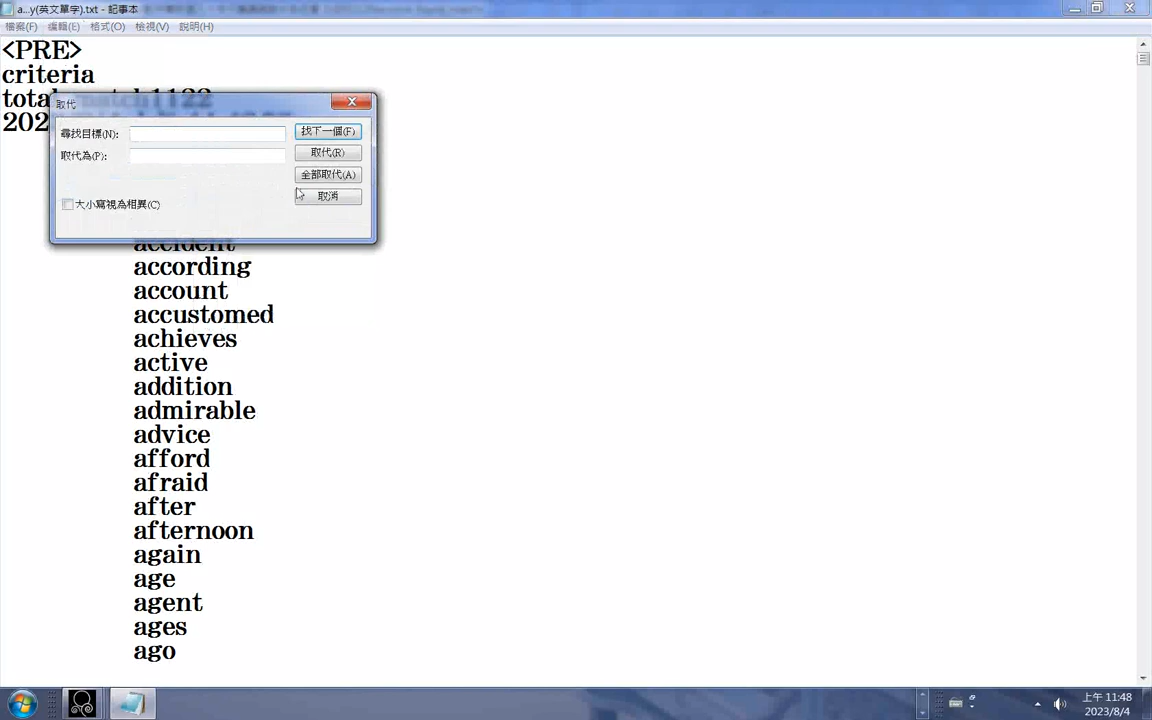 a...y(英文單字).txt - 記事本
檔案(F) 編輯(E) 格式(O) 檢視(V) 說明(H)
<PRE>
criteria
total match1122
202
取代
尋找目標(N): 找下一個(F)
取代為(P): 取代(R)
全部取代(A)
取消
大小寫視為相異(C)
accident
according
account
accustomed
achieves
active
addition
admirable
advice
afford
afraid
after
afternoon
again
age
agent
ages
ago
上午 11:48
2023/8/4